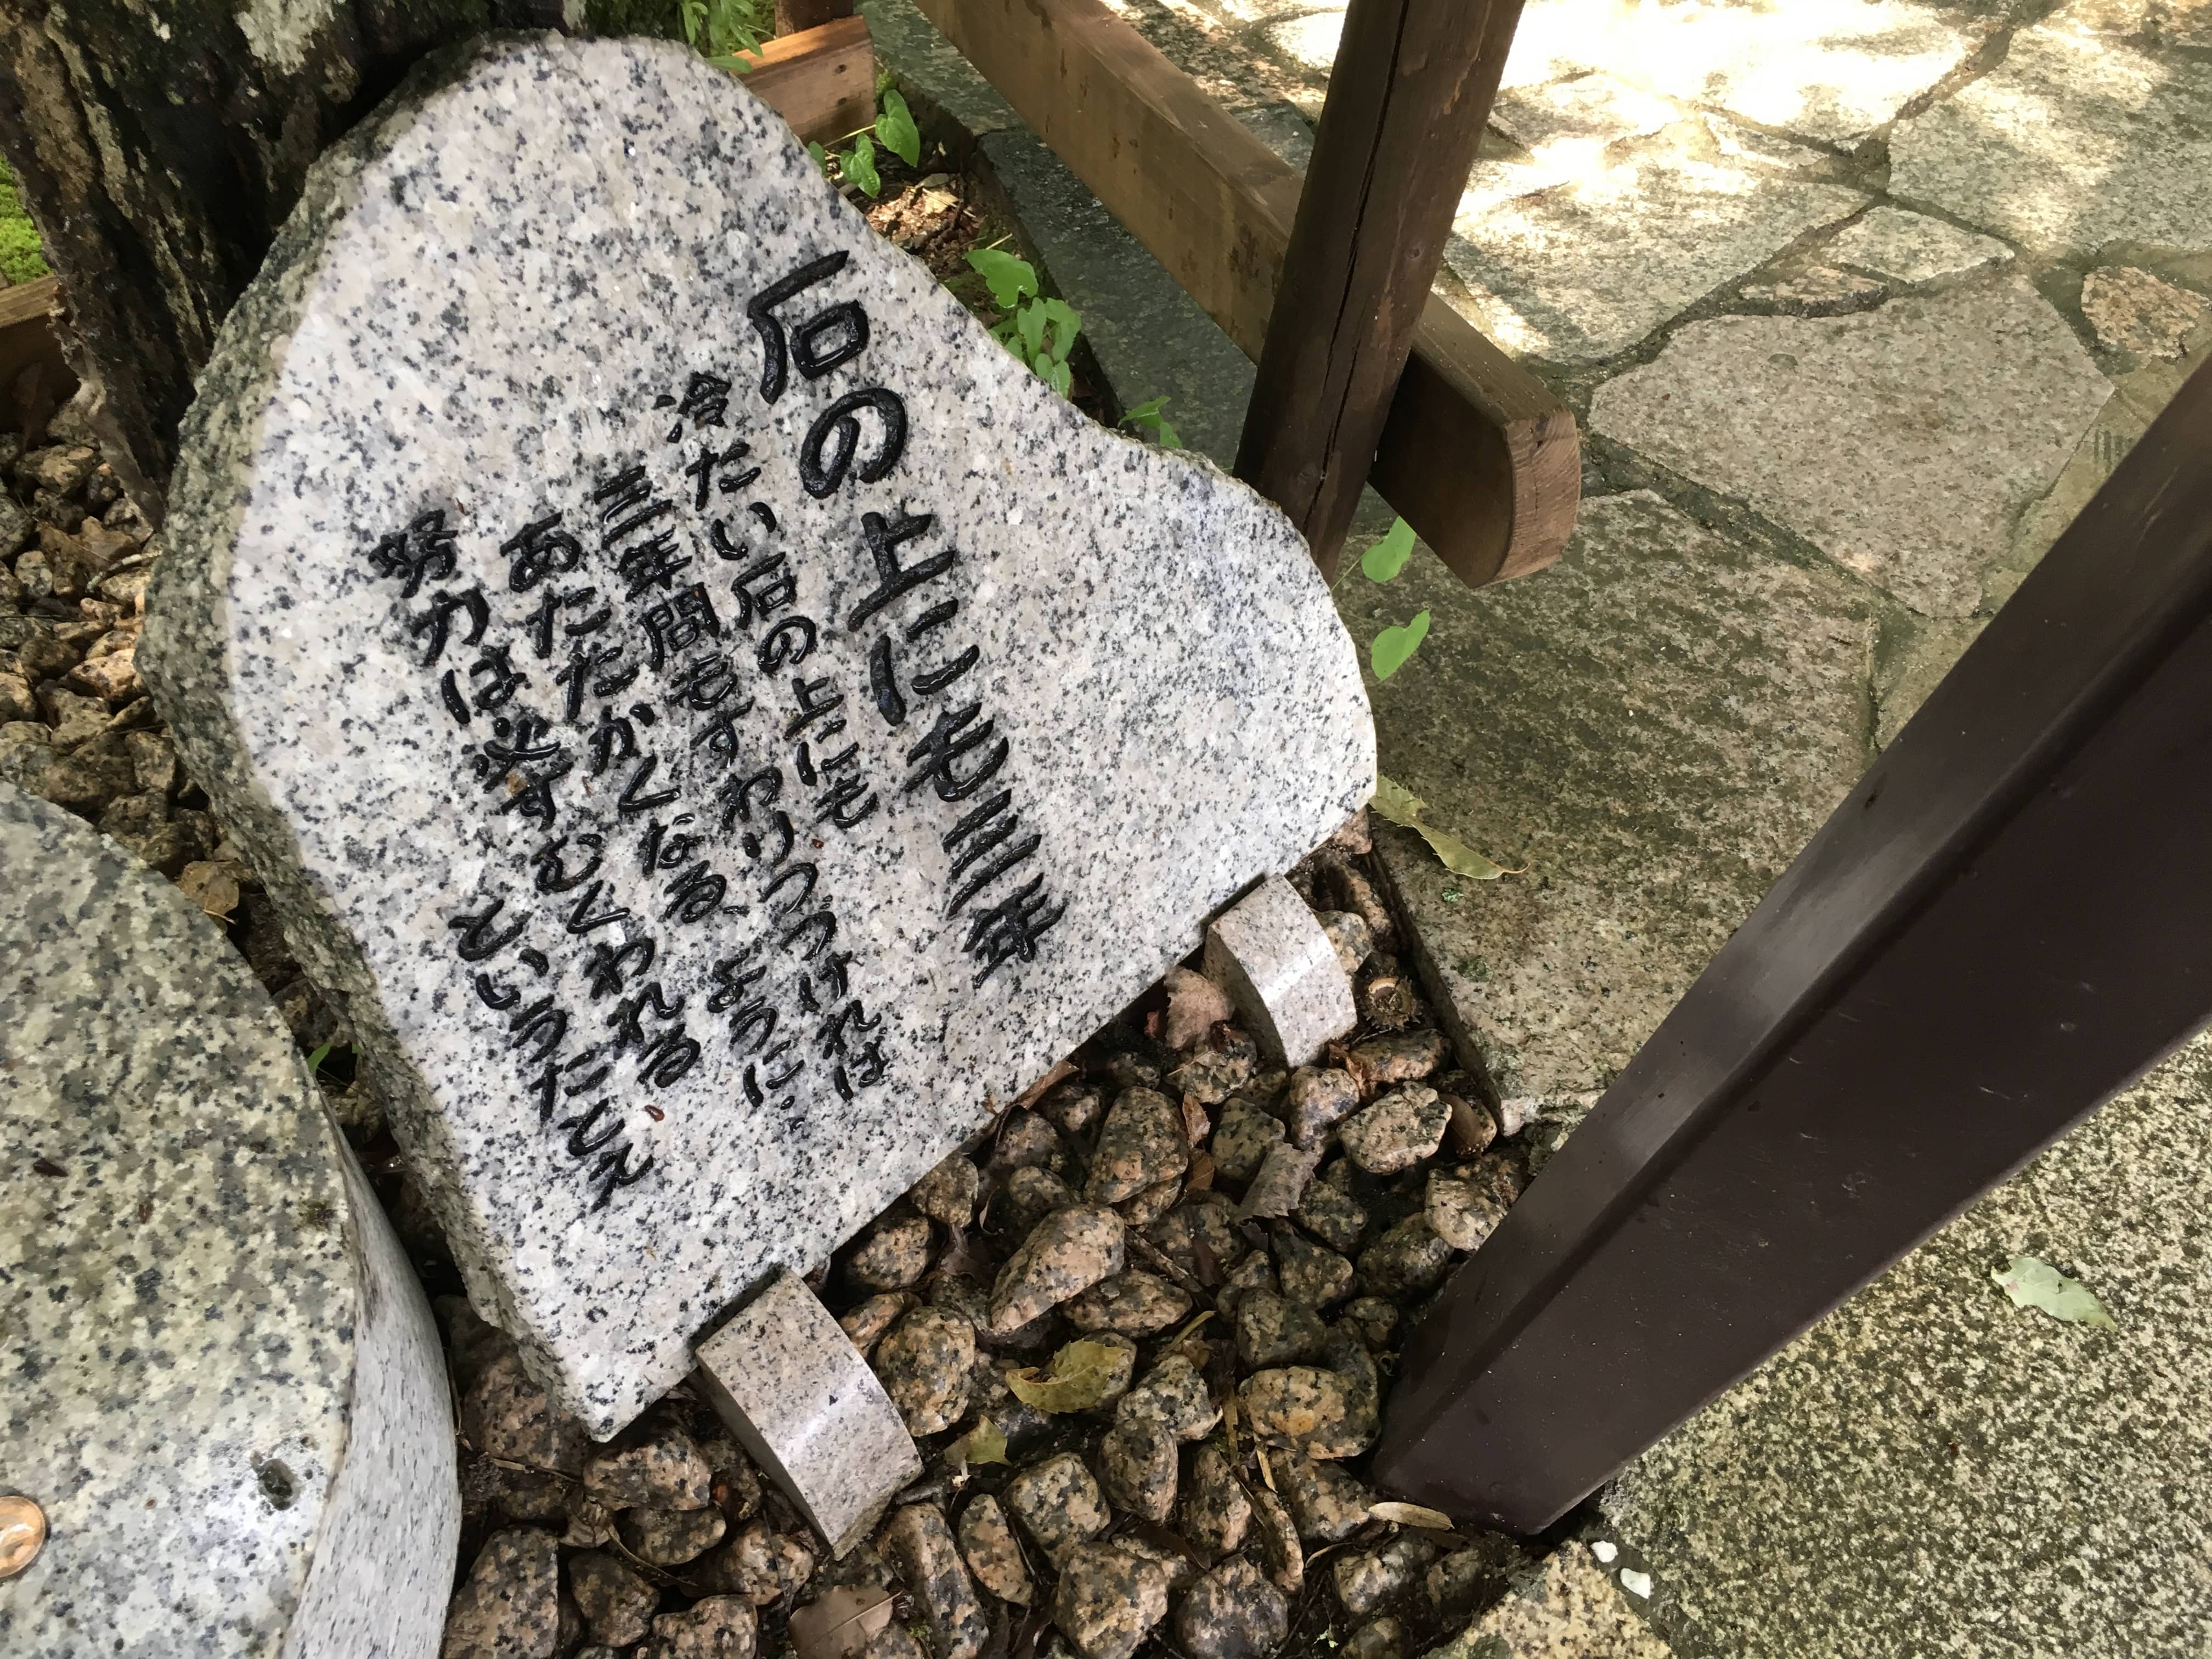 石の上にも三年
冷たい石の上にも
三年間もすわりつづければ
あたたかくなる、ように‥
努力は必ずむくわれる
というたとえ